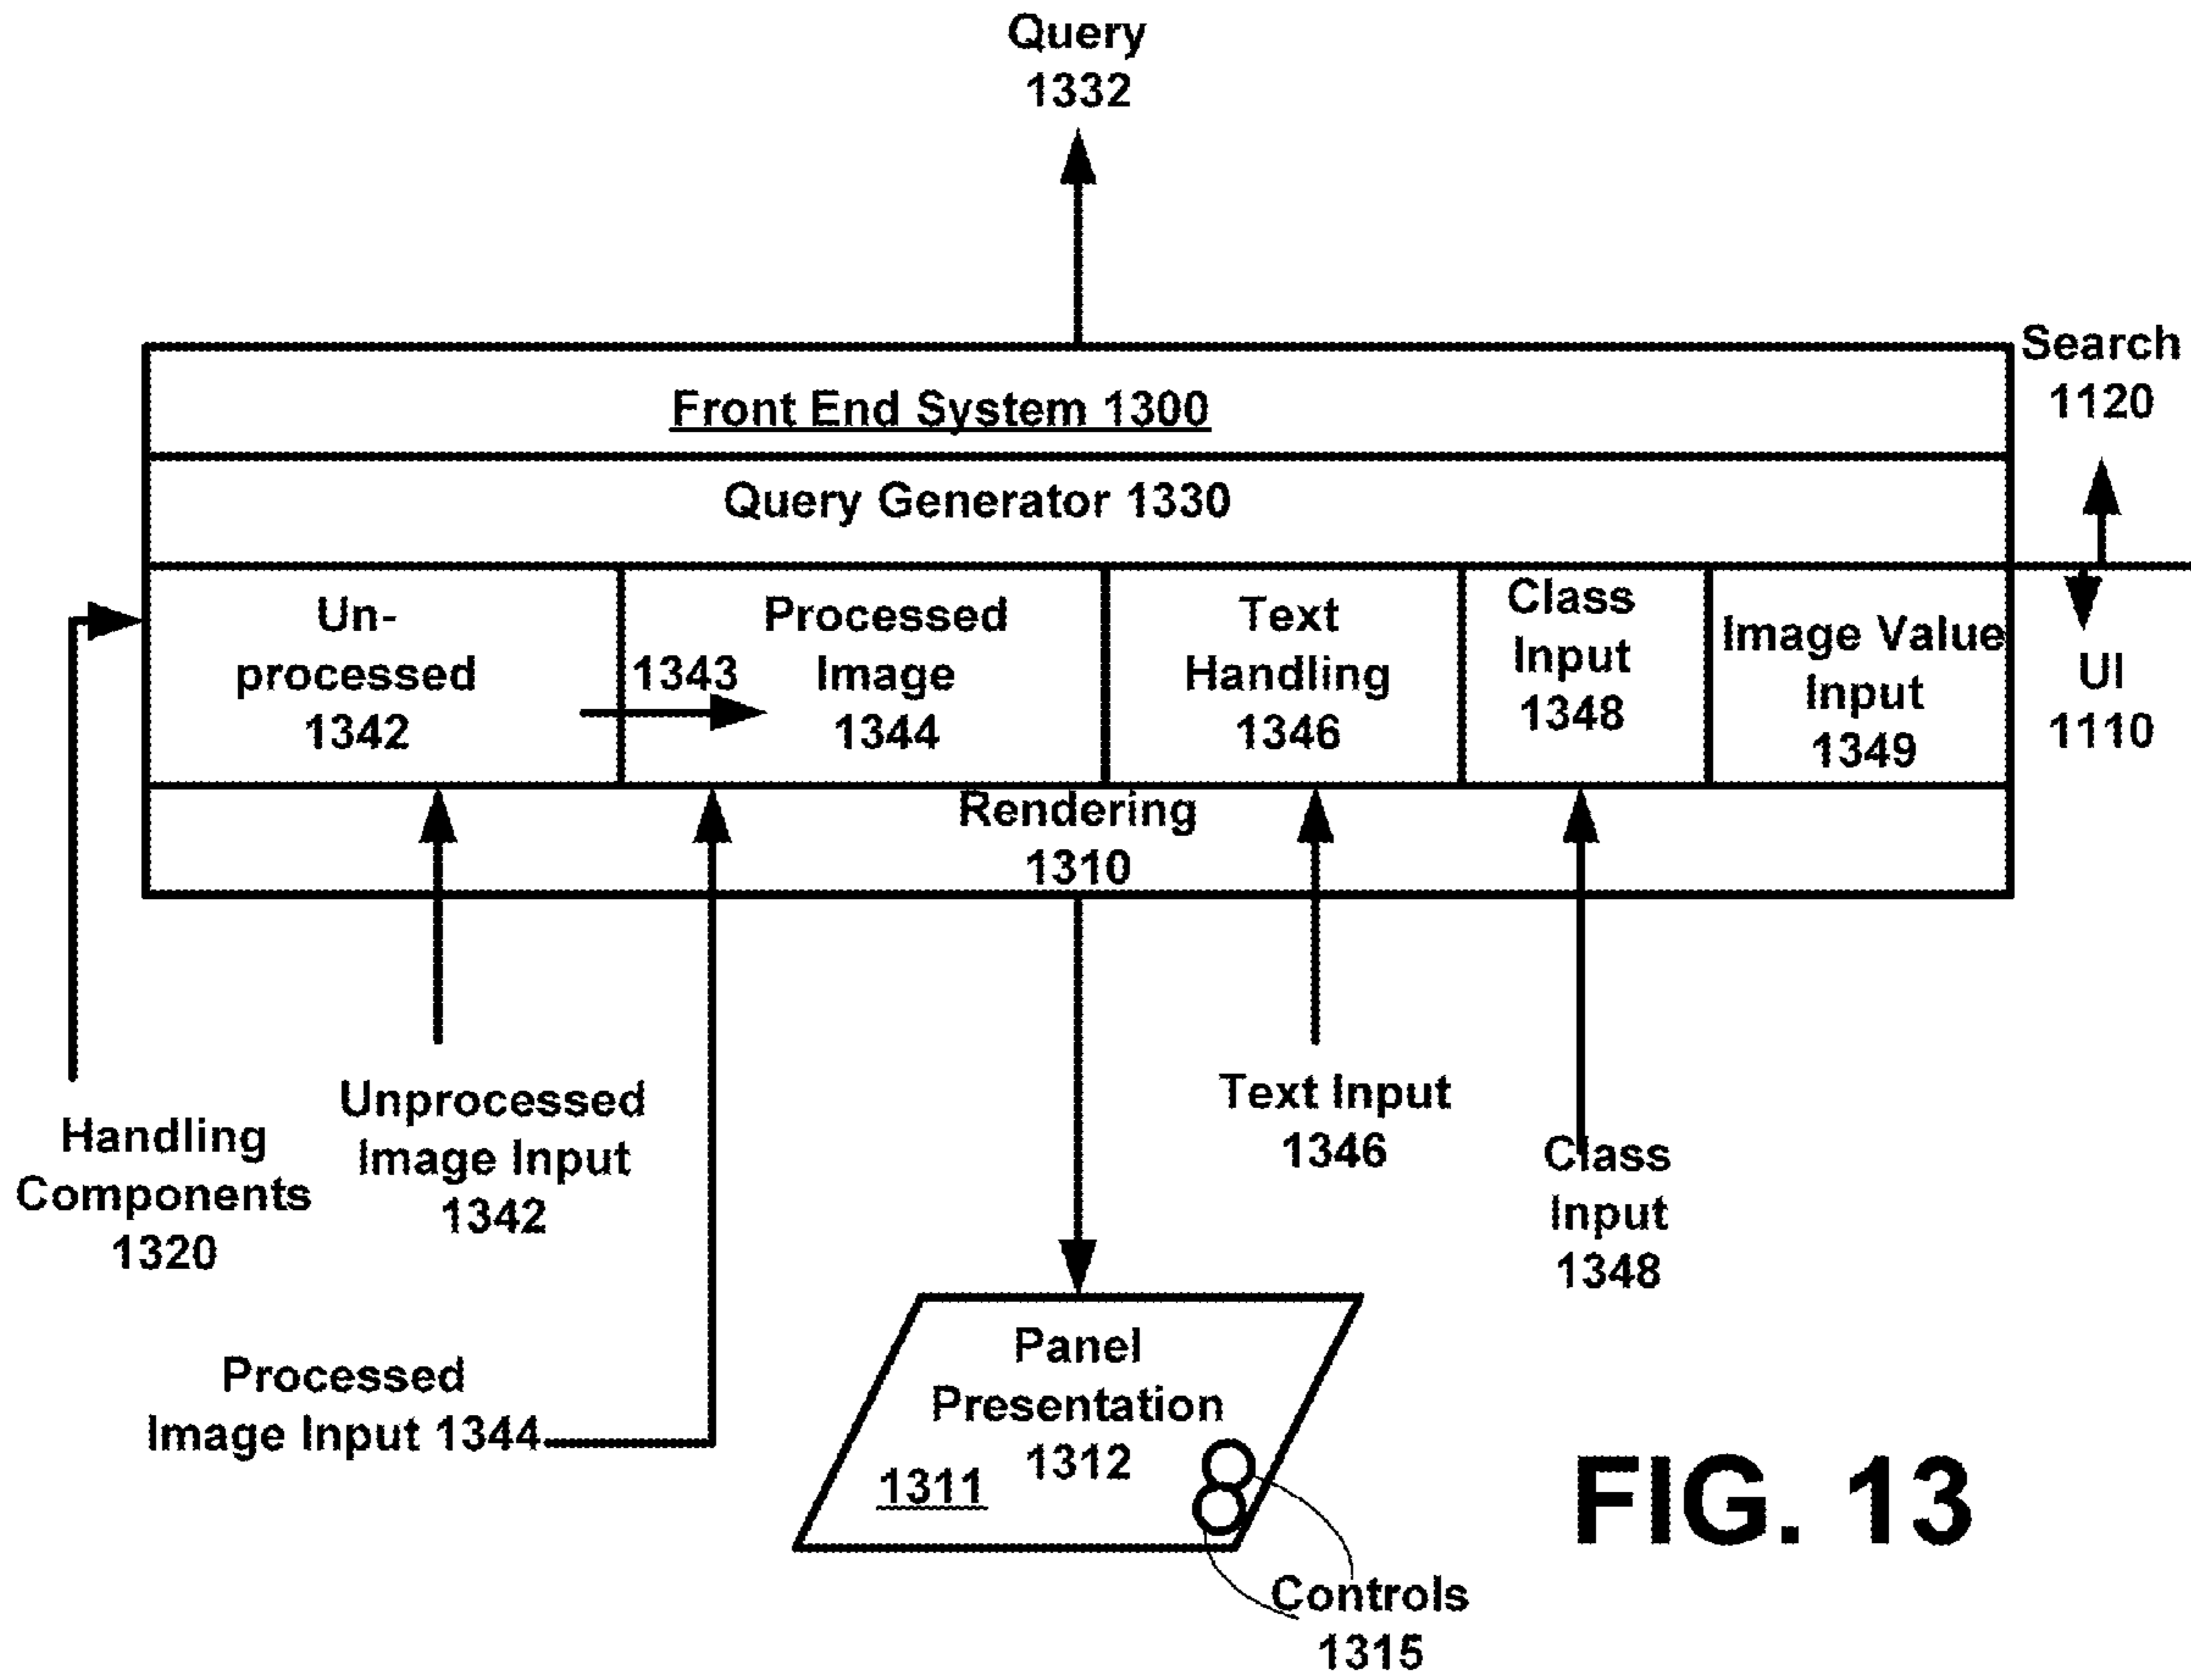 Query
1332
Search
1120
Front End System 1300
Query Generator 1330
Un-
processed
1342
1343
Processed
Image
1344
Text
Handling
1346
Class
Input
1348
Image Value
Input
1349
UI
1110
Rendering
1310
Handling
Components
1320
Unprocessed
Image Input
1342
Text Input
1346
Class
Input
1348
Processed
Image Input 1344
Panel
Presentation
1312
1311
Controls
1315
FIG. 13